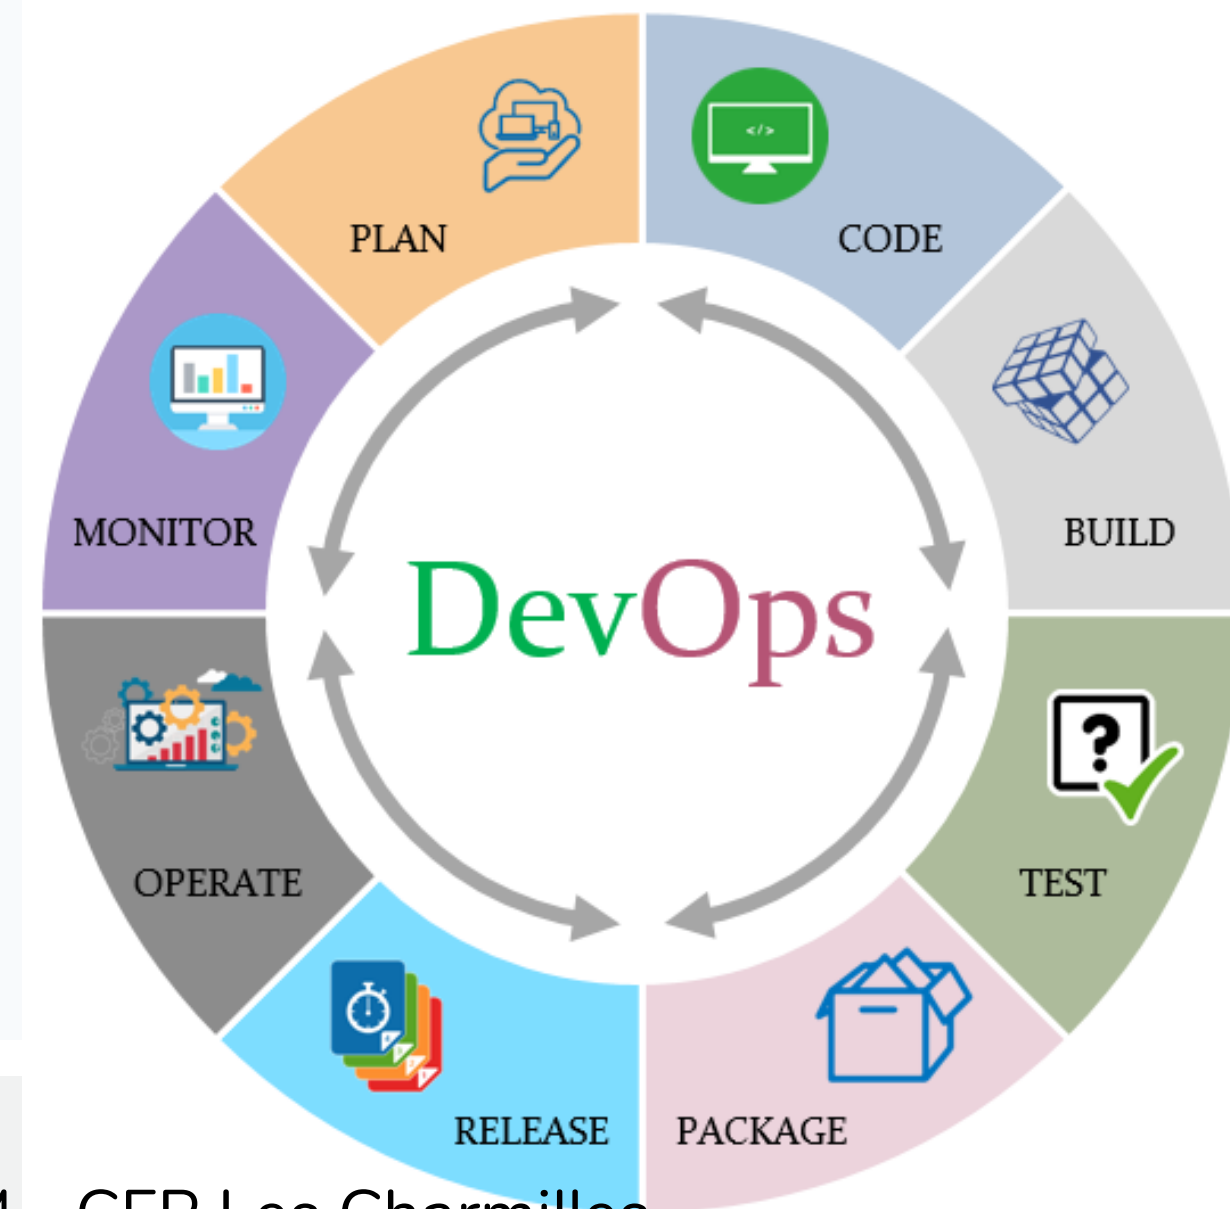 PLAN
CODE
MONITOR
BUILD
DevOps
OPERATE
TEST
RELEASE
PACKAGE